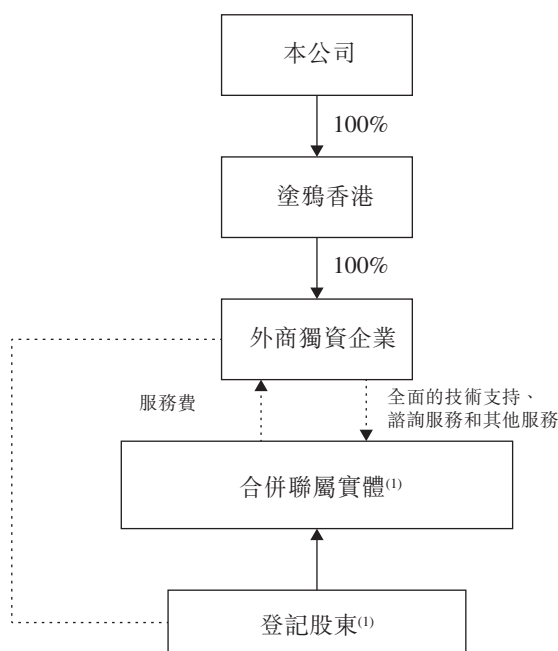 本公司
100%
塗鴉香港
100%
外商獨資企業
服務費
全面的技術支持、
諮詢服務和其他服務
合併聯屬實體(1)
登記股東(1)